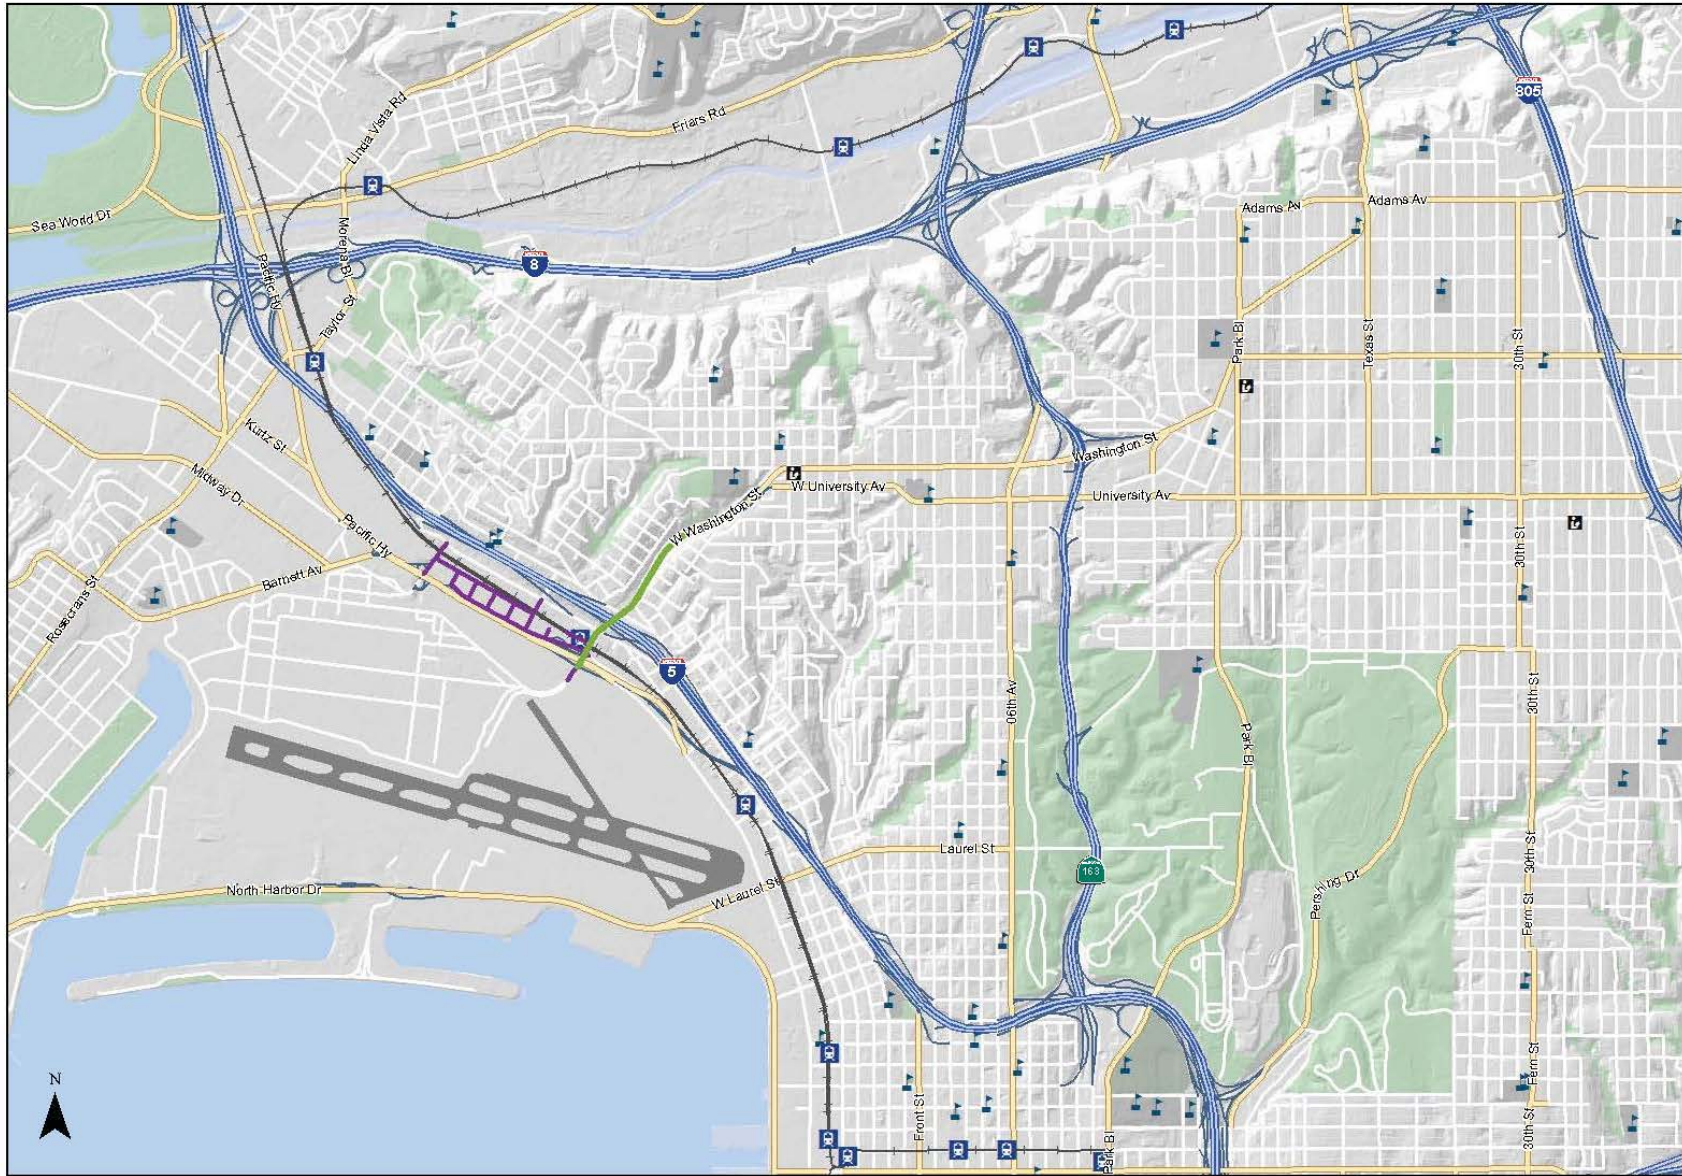 805
Linda Vista Rd
Friars Rd
Sea World Dr
Morena Bl
Adams Av
Adams Av
8
Pacific Hy
Taylor St
Park Bl
Texas St
30th St
Kurtz St
Midway Dr
Washington St
W University Av
University Av
W Washington St
Pacific Hy
Barnett Av
30th St
Rosecrans St
5
06th Av
30th St
Park Bl
Laurel St
163
30th St
W Laurel St
North Harbor Dr
Pershing Dr
Fern St
N
Front St
Park Bl
Fern St
30th St